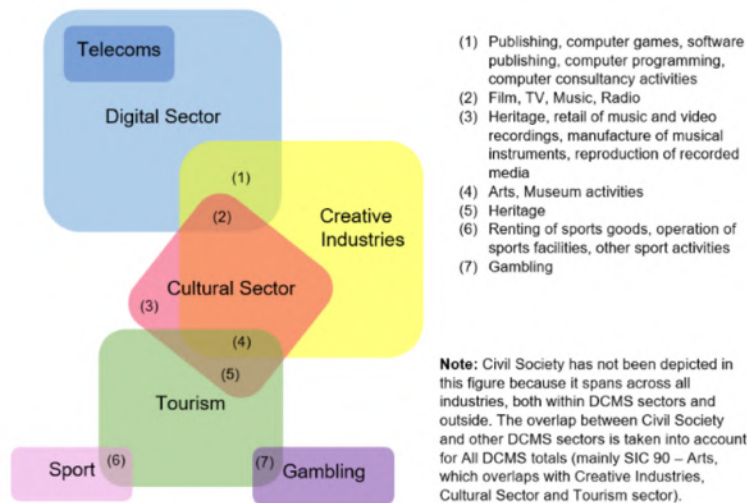 Telecoms
Digital Sector
(1)
(2)
Creative
Industries
Cultural Sector
(3)
(4)
(5)
Tourism
Sport
(6)
(7)
Gambling
(1) Publishing, computer games, software
publishing, computer programming,
computer consultancy activities
(2) Film, TV, Music, Radio
(3) Heritage, retail of music and video
recordings, manufacture of musical
instruments, reproduction of recorded
media
(4) Arts, Museum activities
(5) Heritage
(6) Renting of sports goods, operation of
sports facilities, other sport activities
(7) Gambling
Note: Civil Society has not been depicted in
this figure because it spans across all
industries, both within DCMS sectors and
outside. The overlap between Civil Society
and other DCMS sectors is taken into account
for All DCMS totals (mainly SIC 90 – Arts,
which overlaps with Creative Industries,
Cultural Sector and Tourism sector).